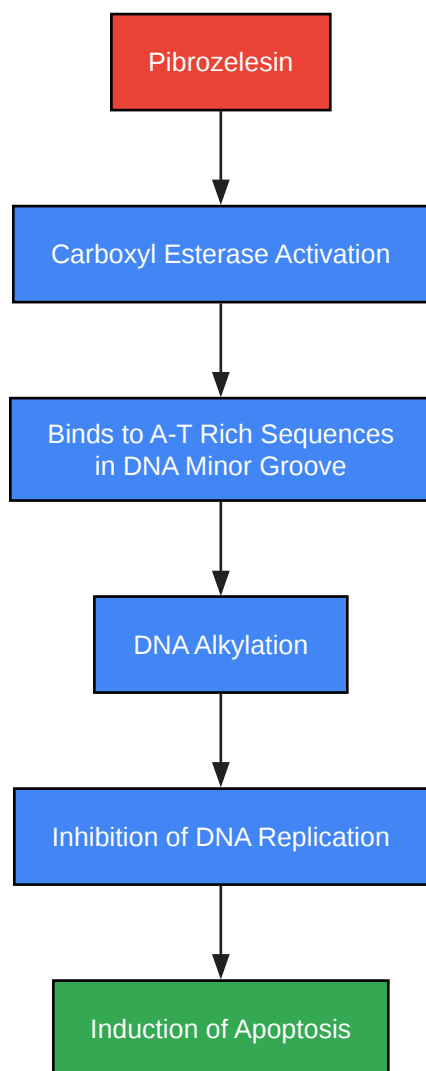 Pibrozelesin
Carboxyl Esterase Activation
Binds to A-T Rich Sequences
in DNA Minor Groove
DNA Alkylation
Inhibition of DNA Replication
Induction of Apoptosis